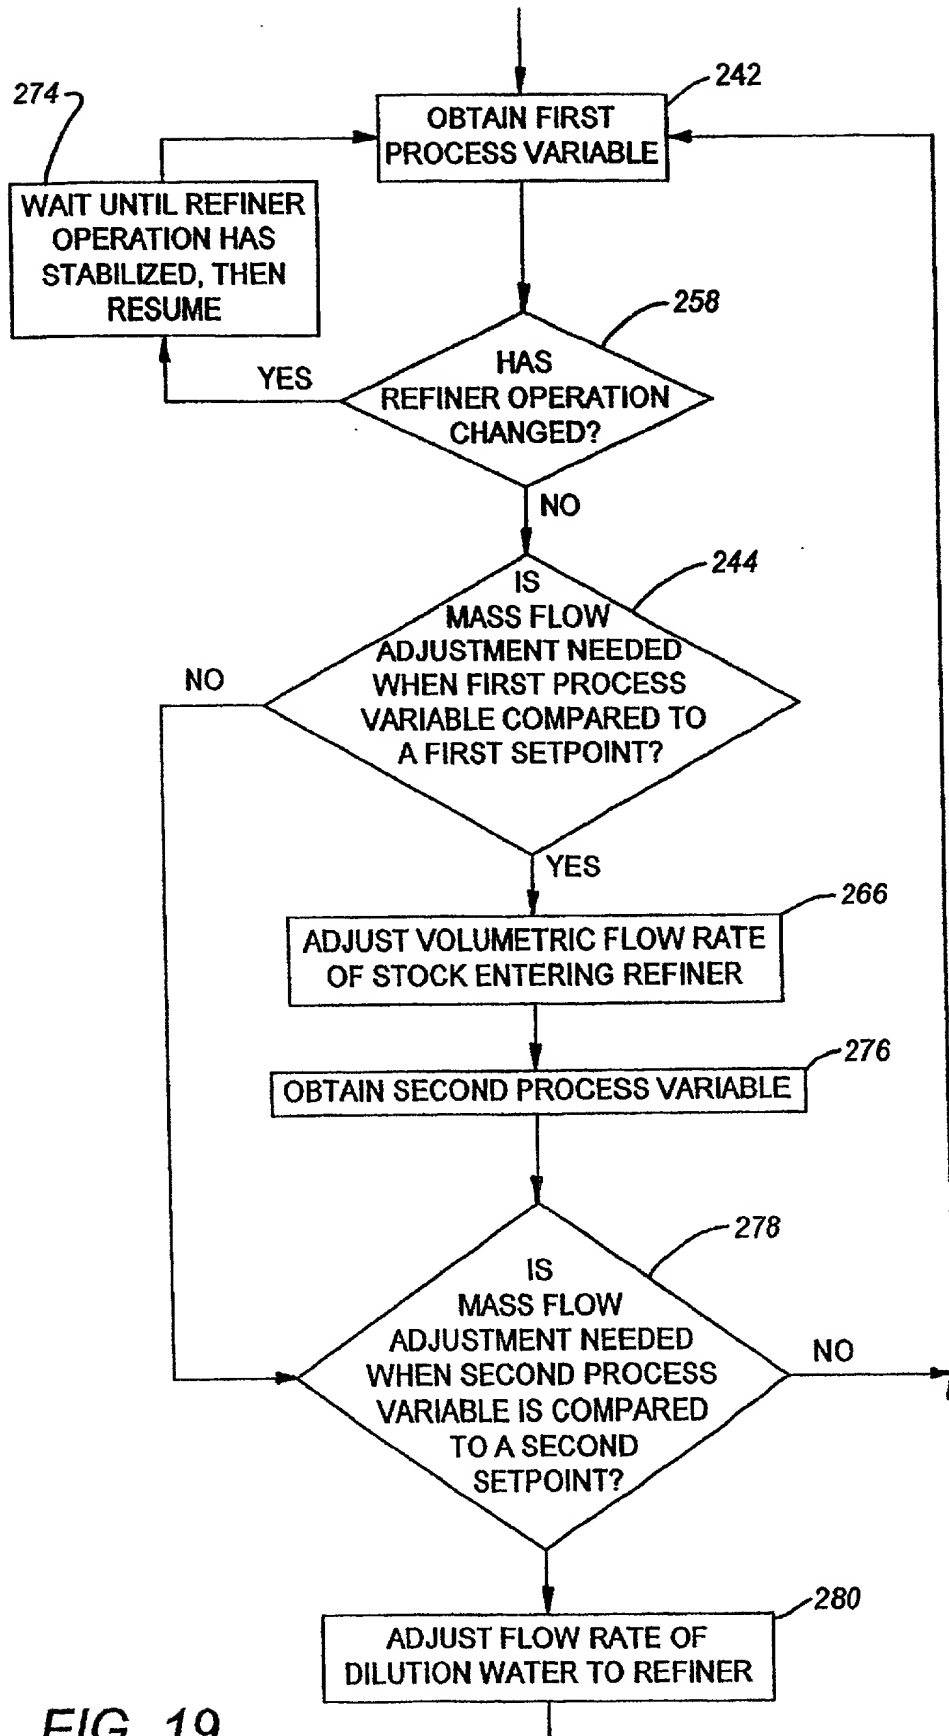 242
274
OBTAIN FIRST
PROCESS VARIABLE
WAIT UNTIL REFINER
OPERATION HAS
STABILIZED, THEN
RESUME
258
YES
HAS
REFINER OPERATION
CHANGED?
NO
244
IS
MASS FLOW
ADJUSTMENT NEEDED
WHEN FIRST PROCESS
VARIABLE COMPARED TO
A FIRST SETPOINT?
NO
YES
266
ADJUST VOLUMETRIC FLOW RATE
OF STOCK ENTERING REFINER
276
OBTAIN SECOND PROCESS VARIABLE
278
IS
MASS FLOW
ADJUSTMENT NEEDED
WHEN SECOND PROCESS
VARIABLE IS COMPARED
TO A SECOND
SETPOINT?
NO
280
ADJUST FLOW RATE OF
DILUTION WATER TO REFINER
FIG. 19